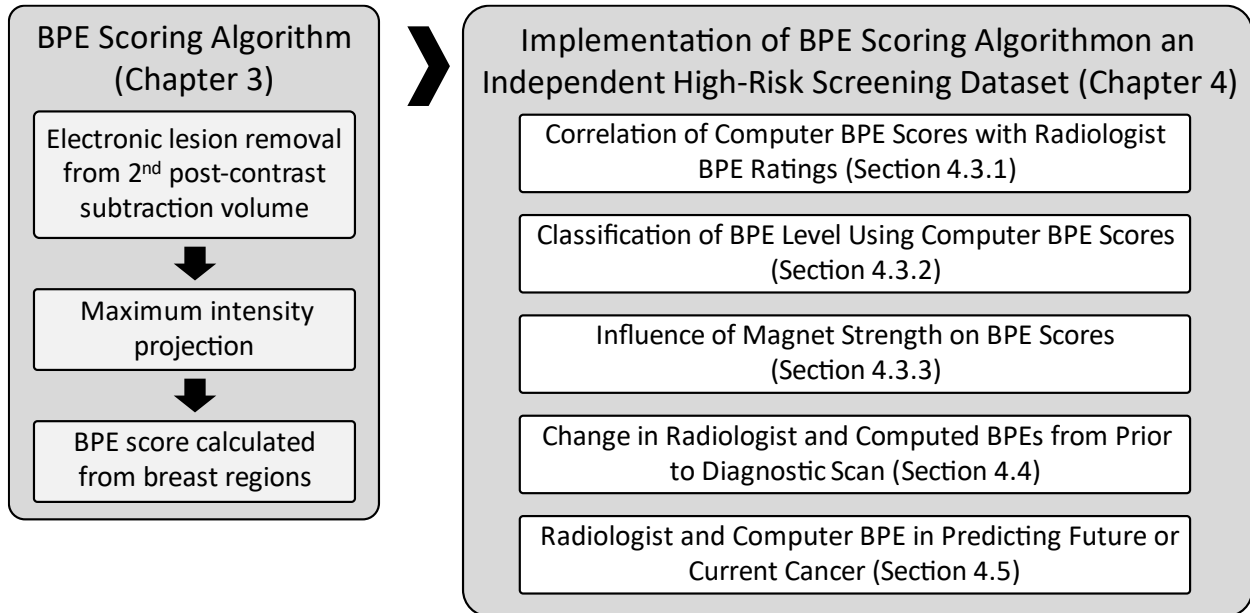 BPE Scoring Algorithm
(Chapter 3)
Electronic lesion removal
from 2nd post-contrast
subtraction volume
Maximum intensity
projection
BPE score calculated
from breast regions
Implementation of BPE Scoring Algorithmon an
Independent High-Risk Screening Dataset (Chapter 4)
Correlation of Computer BPE Scores with Radiologist
BPE Ratings (Section 4.3.1)
Classification of BPE Level Using Computer BPE Scores
(Section 4.3.2)
Influence of Magnet Strength on BPE Scores
(Section 4.3.3)
Change in Radiologist and Computed BPEs from Prior
to Diagnostic Scan (Section 4.4)
Radiologist and Computer BPE in Predicting Future or
Current Cancer (Section 4.5)